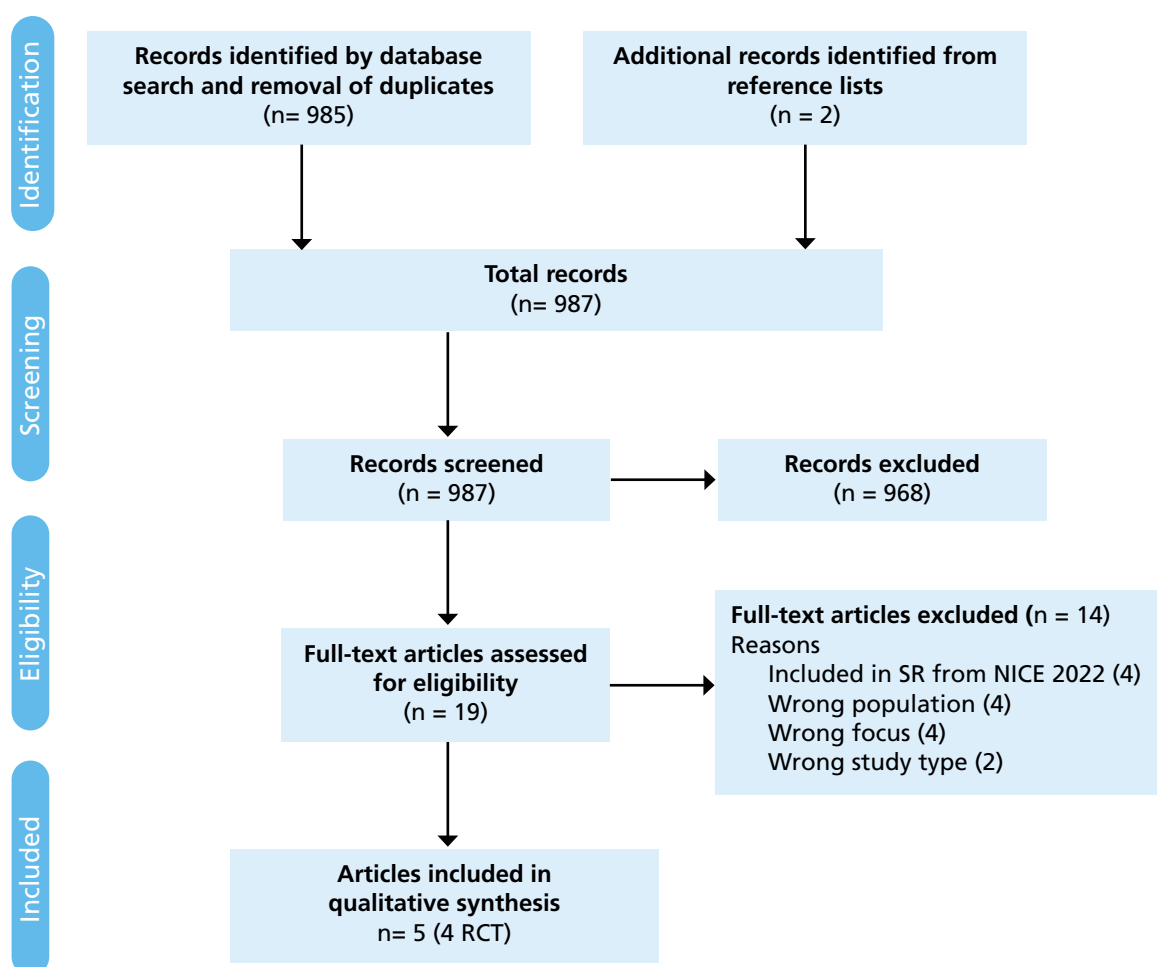 Identification
Records identified by database
search and removal of duplicates
(n= 985)
Additional records identified from
reference lists
(n = 2)
Screening
Total records
(n= 987)
Records screened
(n = 987)
Records excluded
(n = 968)
Eligibility
Full-text articles assessed
for eligibility
(n = 19)
Full-text articles excluded (n = 14)
Reasons
Included in SR from NICE 2022 (4)
Wrong population (4)
Wrong focus (4)
Wrong study type (2)
Included
Articles included in
qualitative synthesis
n= 5 (4 RCT)